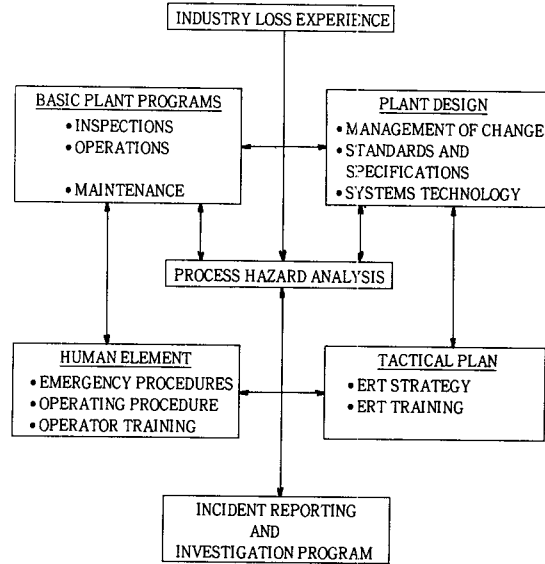 INDUSTRY LOSS EXPERIENCE
BASIC PLANT PROGRAMS
• INSPECTIONS
• OPERATIONS
• MAINTENANCE
PLANT DESIGN
• MANAGEMENT OF CHANGE
• STANDARDS AND
SPECIFICATIONS
• SYSTEMS TECHNOLOGY
PROCESS HAZARD ANALYSIS
HUMAN ELEMENT
• EMERGENCY PROCEDURES
• OPERATING PROCEDURE
• OPERATOR TRAINING
TACTICAL PLAN
• ERT STRATEGY
• ERT TRAINING
INCIDENT REPORTING
AND
INVESTIGATION PROGRAM